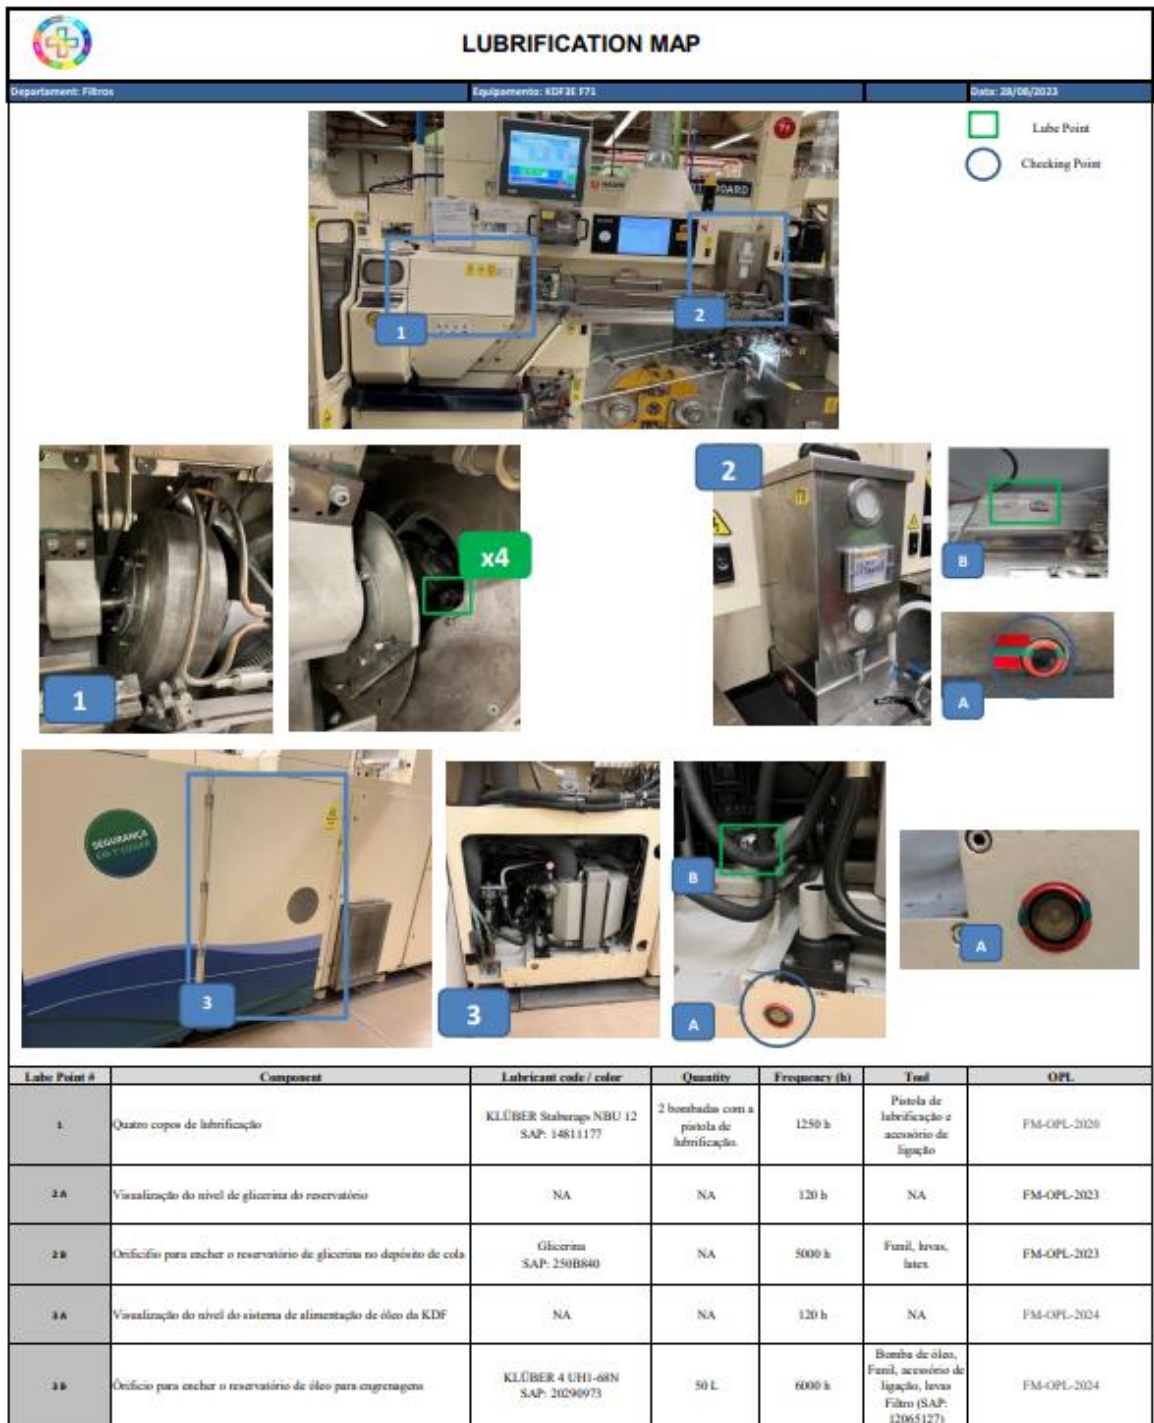 LUBRIFICATION MAP
Departament: Filtros
Equipamento: KDF3E F71
Data: 28/08/2023
Lube Point
Checking Point
1
2
1
x4
2
B
A
SEGURANÇA
3
3
B
A
A
Lube Point # Component Lubricant code / color Quantity Frequency (h) Tool OPL
1
Quatro copos de lubrificação
KLÜBER Staburags NBU 12
SAP: 14811177
2 bombadas com a
pistola de
lubrificação.
1250 h
Pistola de
lubrificação e
acessório de
ligação
FM-OPL-2020
2 A
Visualização do nível de glicerina do reservatório
NA
NA
120 h
NA
FM-OPL-2023
2 B
Orificifio para encher o reservatório de glicerina no depósito de cola
Glicerina
SAP: 250B840
NA
5000 h
Funil, luvas,
latex
FM-OPL-2023
3 A
Visualização do nível do sistema de alimentação de óleo da KDF
NA
NA
120 h
NA
FM-OPL-2024
3 B
Órificio para encher o reservatório de óleo para engrenagens
KLÜBER 4 UH1-68N
SAP: 20290973
50 L
6000 h
Bomba de óleo,
Funil, acessório de
ligação, luvas
Filtro (SAP:
12065127)
FM-OPL-2024